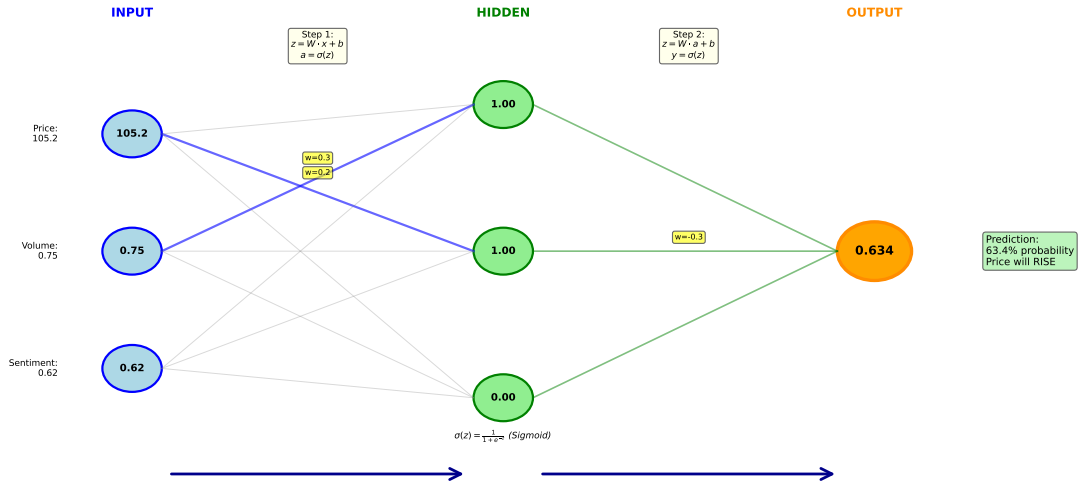 INPUT
HIDDEN
OUTPUT
Step 1:
z = W · x + b
a = σ(z)
Step 2:
z = W · a + b
y = σ(z)
Price:
105.2
105.2
1.00
w=0.3
w=0.2
Volume:
0.75
0.75
1.00
w=-0.3
0.634
Prediction:
63.4% probability
Price will RISE
Sentiment:
0.62
0.62
0.00
σ(z) = 1/(1+e⁻ᶻ) (Sigmoid)